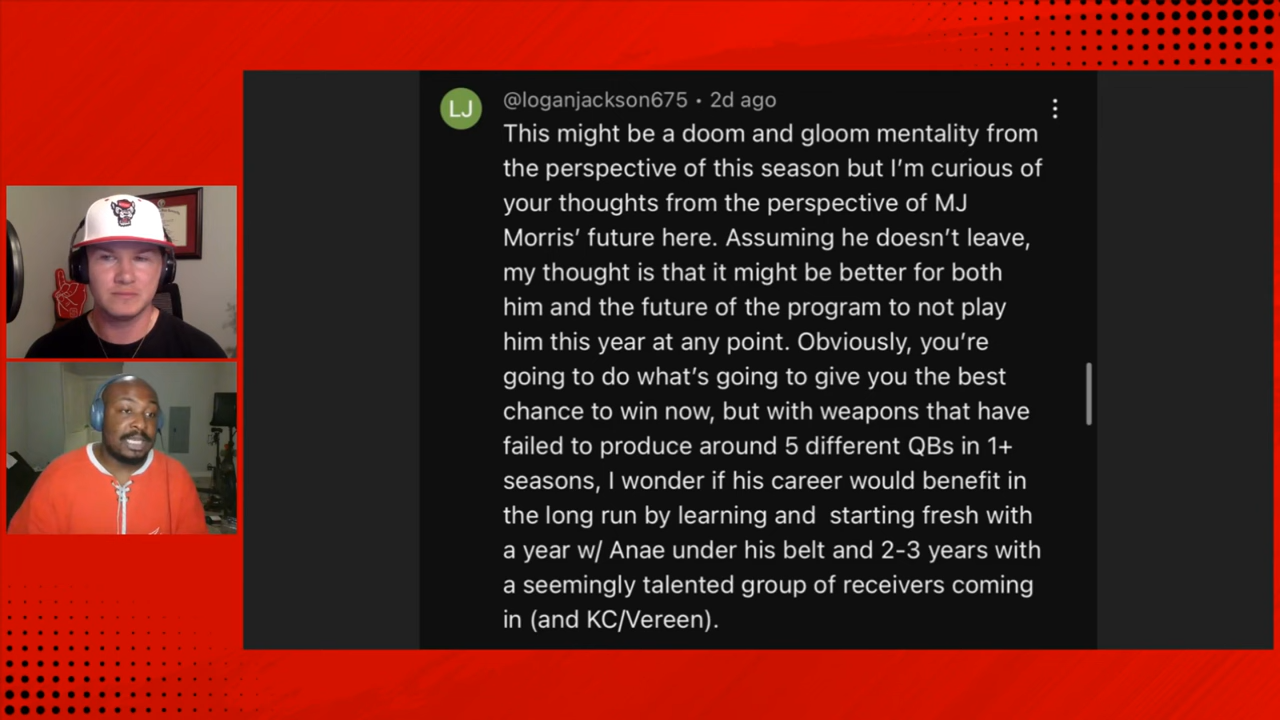 LJ
@loganjackson675 • 2d ago
This might be a doom and gloom mentality from
the perspective of this season but I'm curious of
your thoughts from the perspective of MJ
Morris' future here. Assuming he doesn't leave,
my thought is that it might be better for both
him and the future of the program to not play
him this year at any point. Obviously, you're
going to do what's going to give you the best
chance to win now, but with weapons that have
failed to produce around 5 different QBs in 1+
seasons, I wonder if his career would benefit in
the long run by learning and  starting fresh with
a year w/ Anae under his belt and 2-3 years with
a seemingly talented group of receivers coming
in (and KC/Vereen).